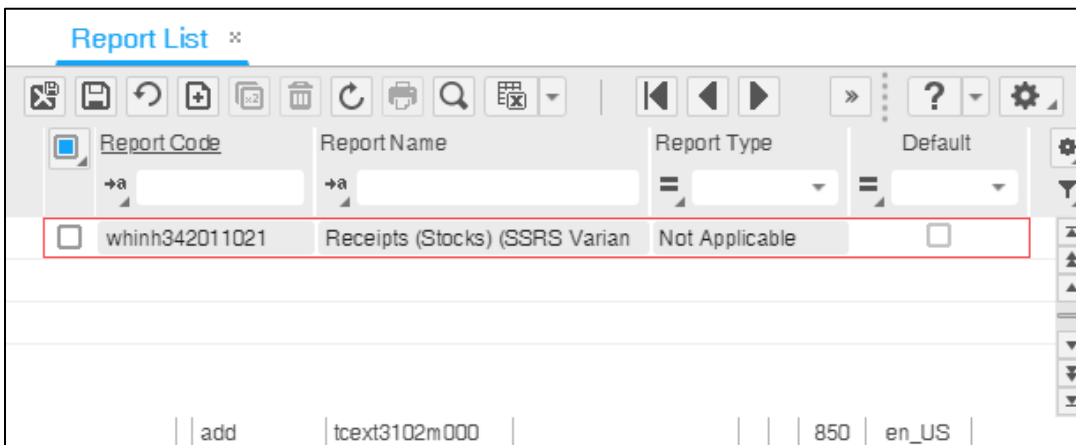 Report List
Report Code Report Name Report Type Default
whinh342011021 Receipts (Stocks) (SSRS Varian Not Applicable
add tcext3102m000 850 en_US